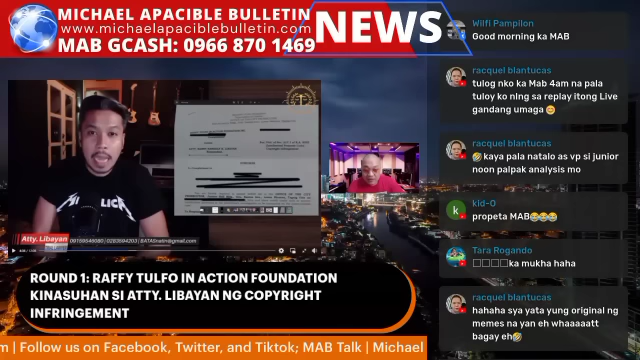 MICHAEL APACIBLE BULLETIN
www.michaelapaciblebulletin.com
MAB GCASH: 0966 870 1469
NEWS
Atty. Libayan
ROUND 1: RAFFY TULFO IN ACTION FOUNDATION
KINASUHAN SI ATTY. LIBAYAN NG COPYRIGHT
INFRINGEMENT
m | Follow us on Facebook, Twitter, and Tiktok; MAB Talk | Michael
Wilfi Pampilon
Good morning ka MAB
racquel blantucas
tulog nko ka Mab 4am na pala
tuloy ko nlng sa replay itong Live
gandang umaga 😊
racquel blantucas
🤣 kaya pala natalo as vp si junior
noon palpak analysis mo
kid-O
propeta MAB😂😂😂
Tara Rogando
□□□□ka mukha haha
racquel blantucas
hahaha sya yata yung original ng
memes na yan eh whaaaaatt
bagay eh🤣